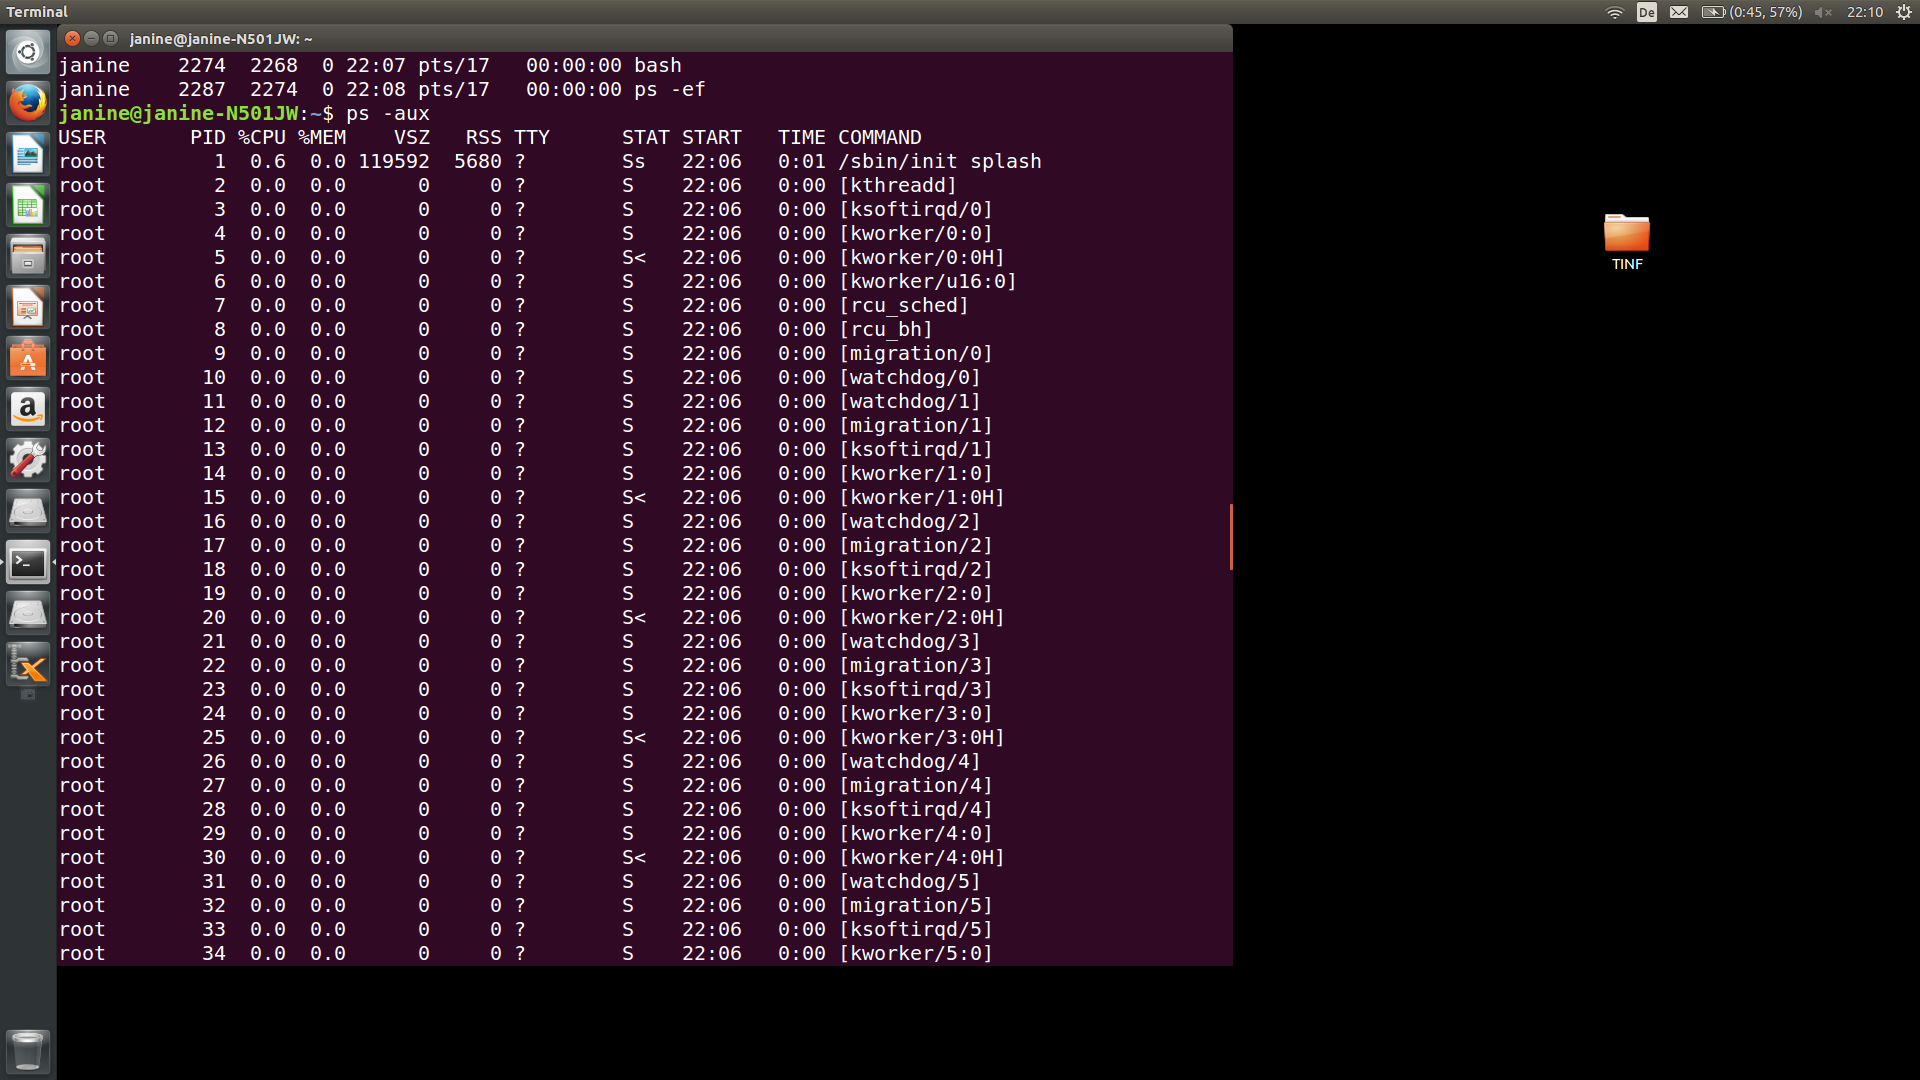 Terminal
De
(0:45, 57%)
22:10
janine@janine-N501JW: ~
janine    2274  2268  0 22:07 pts/17   00:00:00 bash
janine    2287  2274  0 22:08 pts/17   00:00:00 ps -ef
janine@janine-N501JW:~$ ps -aux
USER       PID %CPU %MEM    VSZ   RSS TTY      STAT START   TIME COMMAND
root         1  0.6  0.0 119592  5680 ?        Ss   22:06   0:01 /sbin/init splash
root         2  0.0  0.0      0     0 ?        S    22:06   0:00 [kthreadd]
root         3  0.0  0.0      0     0 ?        S    22:06   0:00 [ksoftirqd/0]
root         4  0.0  0.0      0     0 ?        S    22:06   0:00 [kworker/0:0]
root         5  0.0  0.0      0     0 ?        S<   22:06   0:00 [kworker/0:0H]
root         6  0.0  0.0      0     0 ?        S    22:06   0:00 [kworker/u16:0]
root         7  0.0  0.0      0     0 ?        S    22:06   0:00 [rcu_sched]
root         8  0.0  0.0      0     0 ?        S    22:06   0:00 [rcu_bh]
root         9  0.0  0.0      0     0 ?        S    22:06   0:00 [migration/0]
root        10  0.0  0.0      0     0 ?        S    22:06   0:00 [watchdog/0]
root        11  0.0  0.0      0     0 ?        S    22:06   0:00 [watchdog/1]
root        12  0.0  0.0      0     0 ?        S    22:06   0:00 [migration/1]
root        13  0.0  0.0      0     0 ?        S    22:06   0:00 [ksoftirqd/1]
root        14  0.0  0.0      0     0 ?        S    22:06   0:00 [kworker/1:0]
root        15  0.0  0.0      0     0 ?        S<   22:06   0:00 [kworker/1:0H]
root        16  0.0  0.0      0     0 ?        S    22:06   0:00 [watchdog/2]
root        17  0.0  0.0      0     0 ?        S    22:06   0:00 [migration/2]
root        18  0.0  0.0      0     0 ?        S    22:06   0:00 [ksoftirqd/2]
root        19  0.0  0.0      0     0 ?        S    22:06   0:00 [kworker/2:0]
root        20  0.0  0.0      0     0 ?        S<   22:06   0:00 [kworker/2:0H]
root        21  0.0  0.0      0     0 ?        S    22:06   0:00 [watchdog/3]
root        22  0.0  0.0      0     0 ?        S    22:06   0:00 [migration/3]
root        23  0.0  0.0      0     0 ?        S    22:06   0:00 [ksoftirqd/3]
root        24  0.0  0.0      0     0 ?        S    22:06   0:00 [kworker/3:0]
root        25  0.0  0.0      0     0 ?        S<   22:06   0:00 [kworker/3:0H]
root        26  0.0  0.0      0     0 ?        S    22:06   0:00 [watchdog/4]
root        27  0.0  0.0      0     0 ?        S    22:06   0:00 [migration/4]
root        28  0.0  0.0      0     0 ?        S    22:06   0:00 [ksoftirqd/4]
root        29  0.0  0.0      0     0 ?        S    22:06   0:00 [kworker/4:0]
root        30  0.0  0.0      0     0 ?        S<   22:06   0:00 [kworker/4:0H]
root        31  0.0  0.0      0     0 ?        S    22:06   0:00 [watchdog/5]
root        32  0.0  0.0      0     0 ?        S    22:06   0:00 [migration/5]
root        33  0.0  0.0      0     0 ?        S    22:06   0:00 [ksoftirqd/5]
root        34  0.0  0.0      0     0 ?        S    22:06   0:00 [kworker/5:0]
TINF